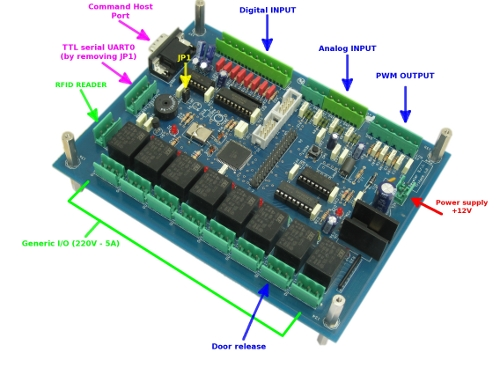 Command Host
Port
Digital INPUT
TTL serial UART0
(by removing JP1)
JP1
Analog INPUT
PWM OUTPUT
RFID READER
Power supply
+12V
Generic I/O (220V - 5A)
Door release